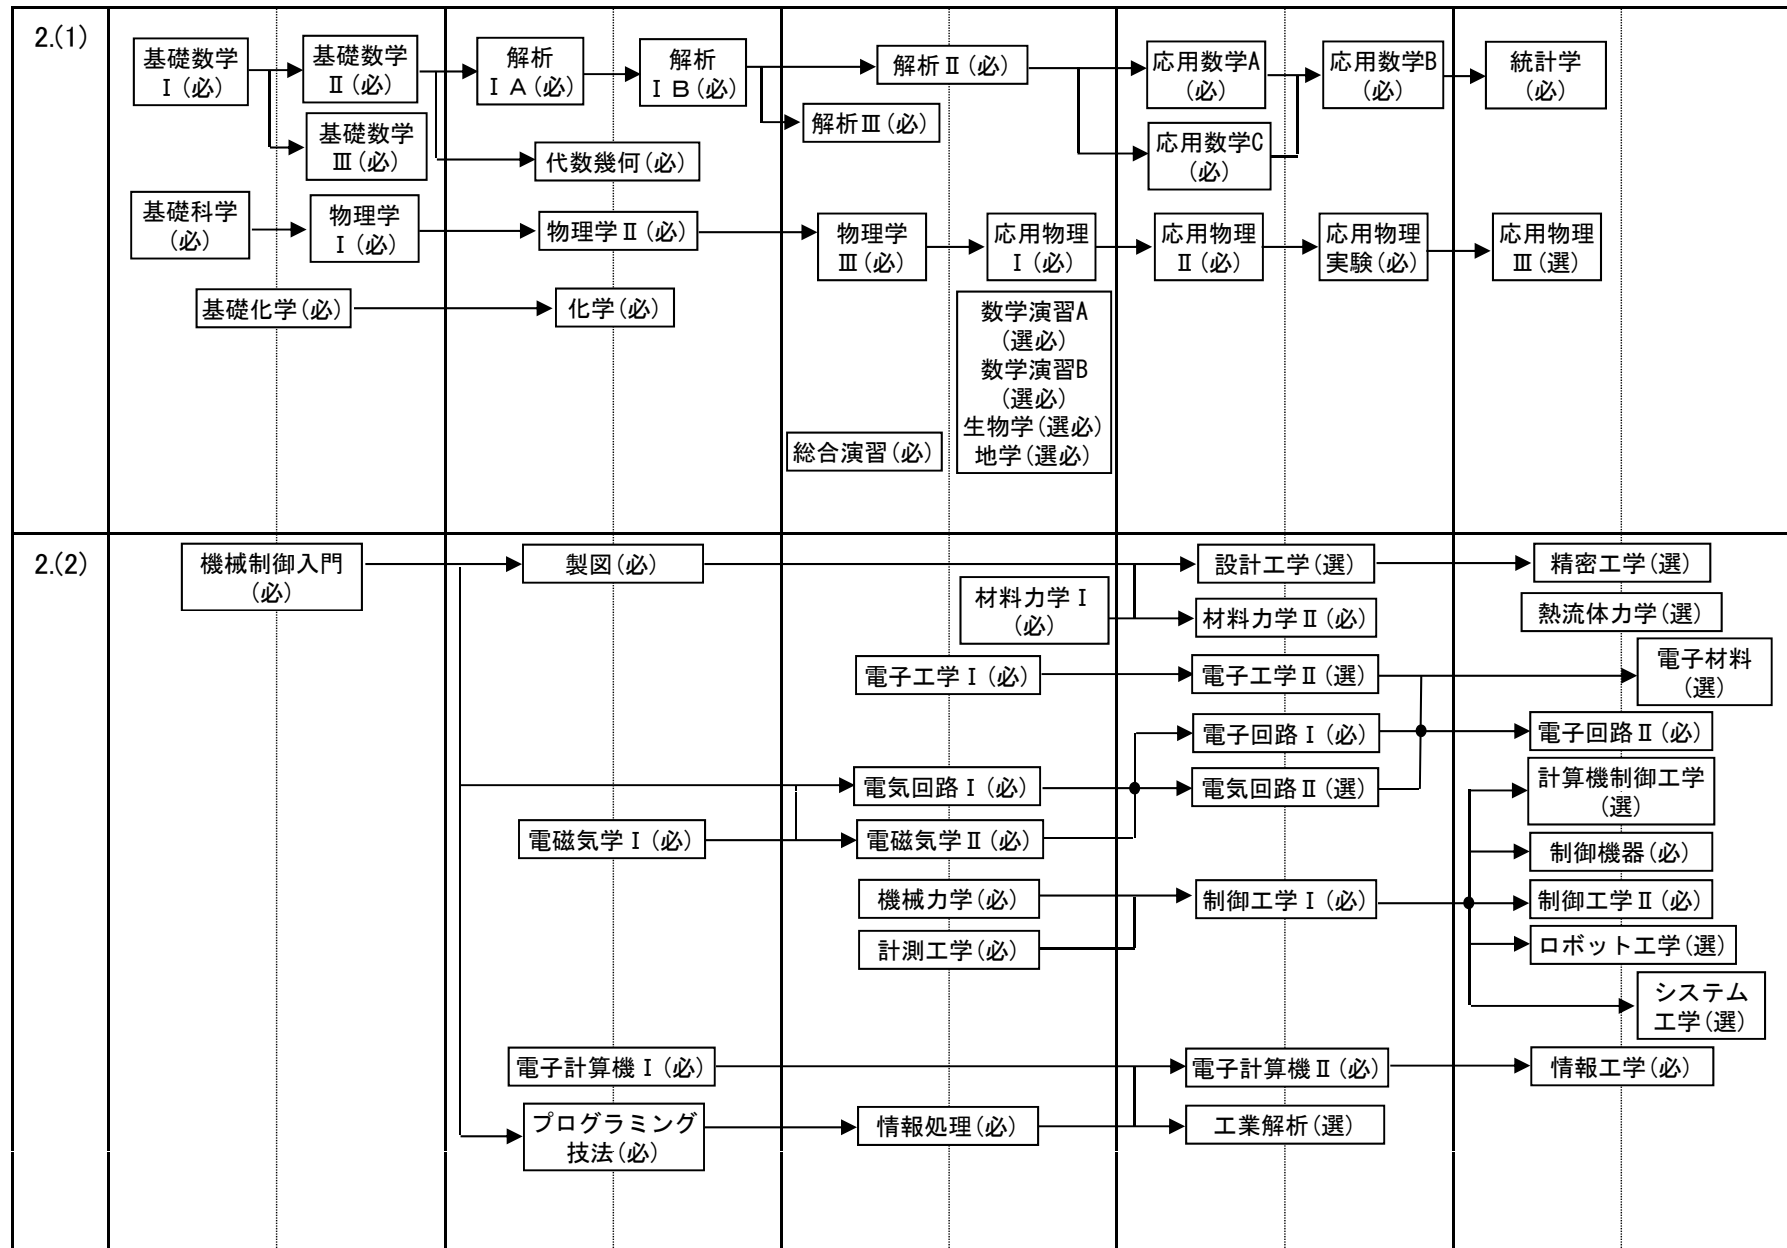 2.(1)
基礎数学
Ⅰ(必)
基礎数学
Ⅱ(必)
解析
ⅠA(必)
解析
ⅠB(必)
解析Ⅱ(必)
応用数学A
(必)
応用数学B
(必)
統計学
(必)
基礎数学
Ⅲ(必)
代数幾何(必)
解析Ⅲ(必)
応用数学C
(必)
基礎科学
(必)
物理学
Ⅰ(必)
物理学Ⅱ(必)
物理学
Ⅲ(必)
応用物理
Ⅰ(必)
応用物理
Ⅱ(必)
応用物理
実験(必)
応用物理
Ⅲ(選)
基礎化学(必)
化学(必)
数学演習A
(選必)
数学演習B
(選必)
生物学(選必)
地学(選必)
総合演習(必)
2.(2)
機械制御入門
(必)
製図(必)
設計工学(選)
精密工学(選)
材料力学Ⅰ
(必)
材料力学Ⅱ(必)
熱流体力学(選)
電子工学Ⅰ(必)
電子工学Ⅱ(選)
電子材料
(選)
電子回路Ⅰ(必)
電子回路Ⅱ(必)
電気回路Ⅰ(必)
電気回路Ⅱ(選)
計算機制御工学
(選)
電磁気学Ⅰ(必)
電磁気学Ⅱ(必)
制御機器(必)
機械力学(必)
制御工学Ⅰ(必)
制御工学Ⅱ(必)
計測工学(必)
ロボット工学(選)
システム
工学(選)
電子計算機Ⅰ(必)
電子計算機Ⅱ(必)
情報工学(必)
プログラミング
技法(必)
情報処理(必)
工業解析(選)